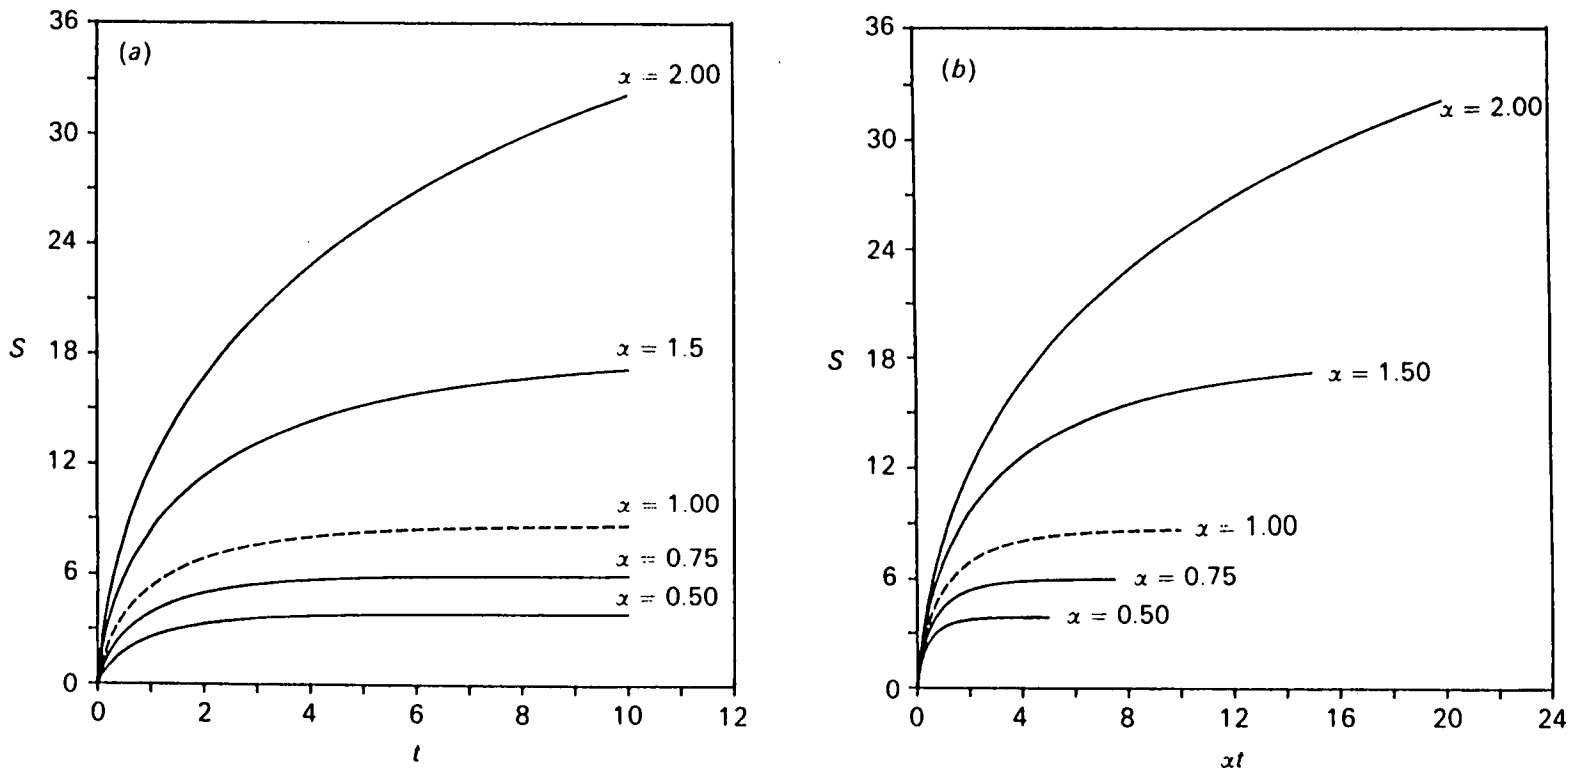 (a)
36
30
24
18
12
6
0
S
α = 2.00
α = 1.5
α = 1.00
α = 0.75
α = 0.50
0 2 4 6 8 10 12
t
(b)
36
30
24
18
12
6
0
S
α = 2.00
α = 1.50
α = 1.00
α = 0.75
α = 0.50
0 4 8 12 16 20 24
αt